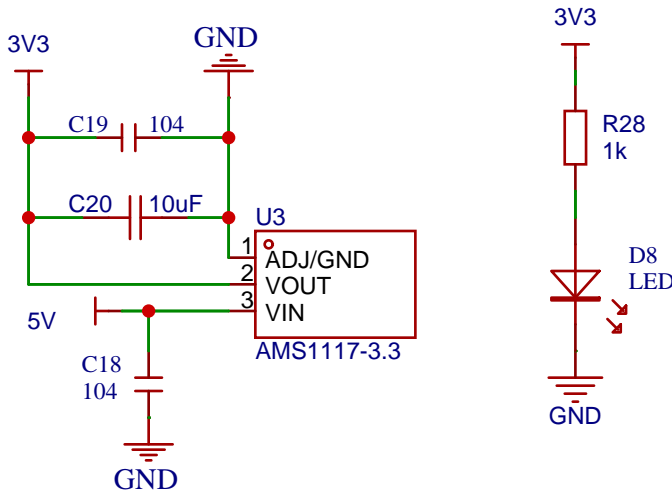 3V3
GND
C19 104
C20 10uF
U3
1 ADJ/GND
2 VOUT
3 VIN
5V
AMS1117-3.3
C18
104
GND
3V3
R28
1k
D8
LED
GND